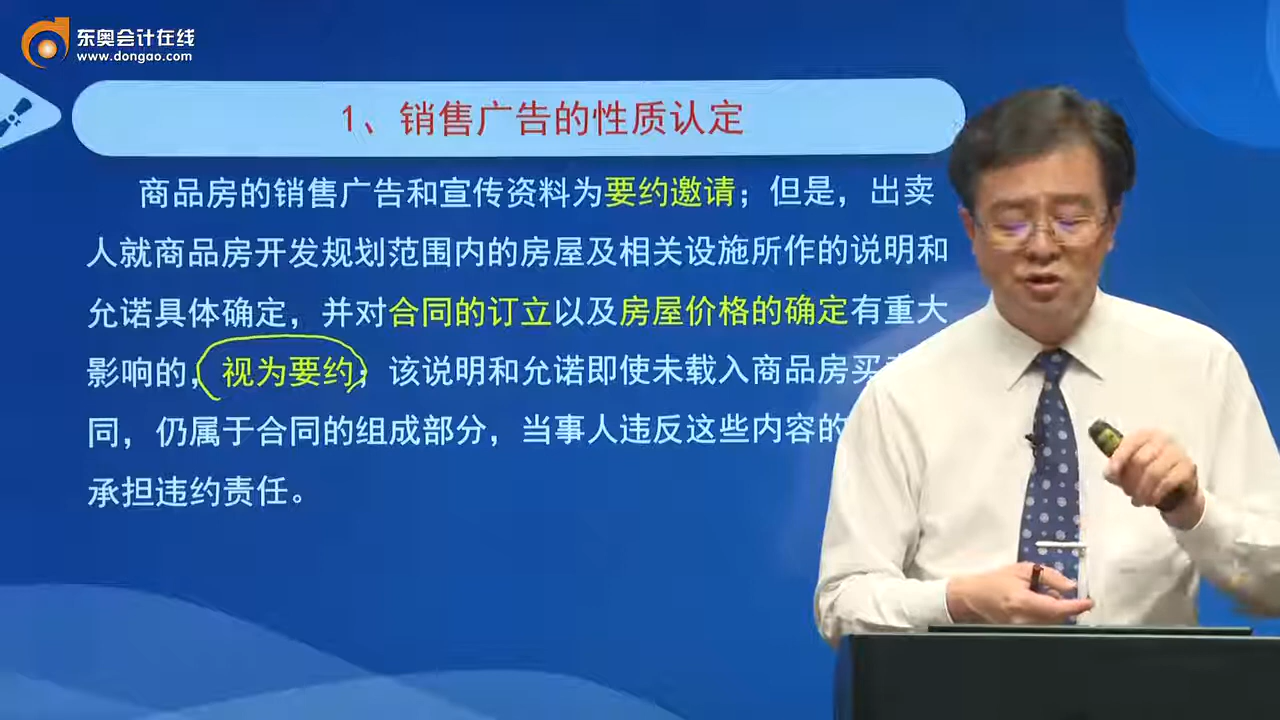 东奥会计在线
www.dongao.com
1、销售广告的性质认定
商品房的销售广告和宣传资料为要约邀请；但是，出卖
人就商品房开发规划范围内的房屋及相关设施所作的说明和
允诺具体确定，并对合同的订立以及房屋价格的确定有重大
影响的，视为要约；该说明和允诺即使未载入商品房买
同，仍属于合同的组成部分，当事人违反这些内容的
承担违约责任。